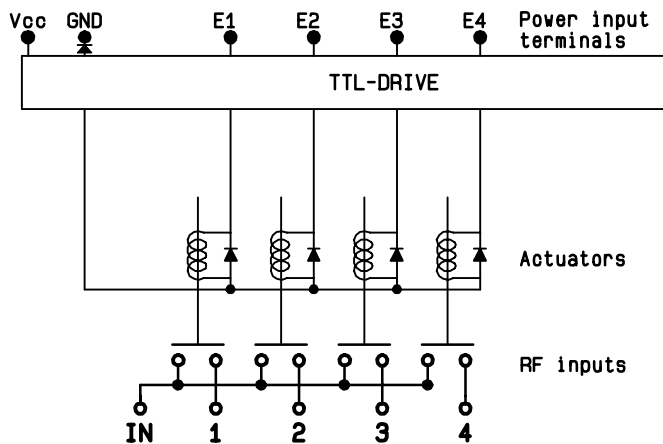 Vcc GND E1 E2 E3 E4 Power input
terminals
TTL-DRIVE
Actuators
RF inputs
IN 1 2 3 4